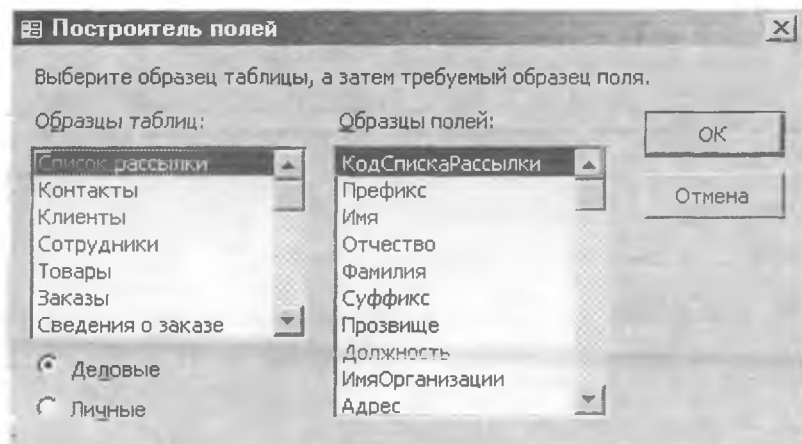 Построитель полей
Выберите образец таблицы, а затем требуемый образец поля.
Образцы таблиц:
Список рассылки
Контакты
Клиенты
Сотрудники
Товары
Заказы
Сведения о заказе
Деловые
Личные
Образцы полей:
КодСпискаРассылки
Префикс
Имя
Отчество
Фамилия
Суффикс
Прозвище
Должность
ИмяОрганизации
Адрес
ОК
Отмена